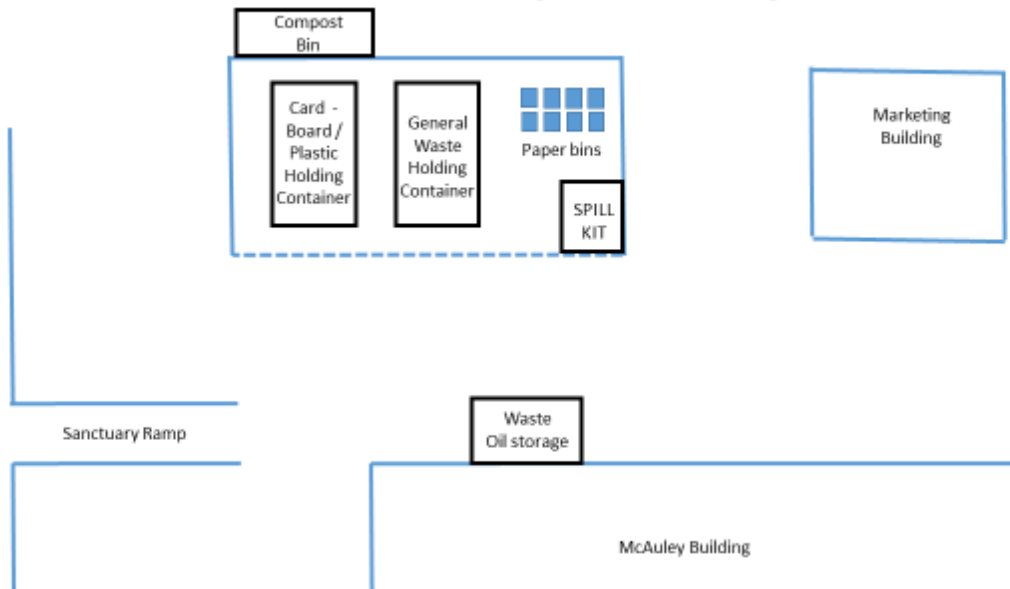 Compost
Bin
Card -
Board /
Plastic
Holding
Container
General
Waste
Holding
Container
Paper bins
SPILL
KIT
Marketing
Building
Sanctuary Ramp
Waste
Oil storage
McAuley Building